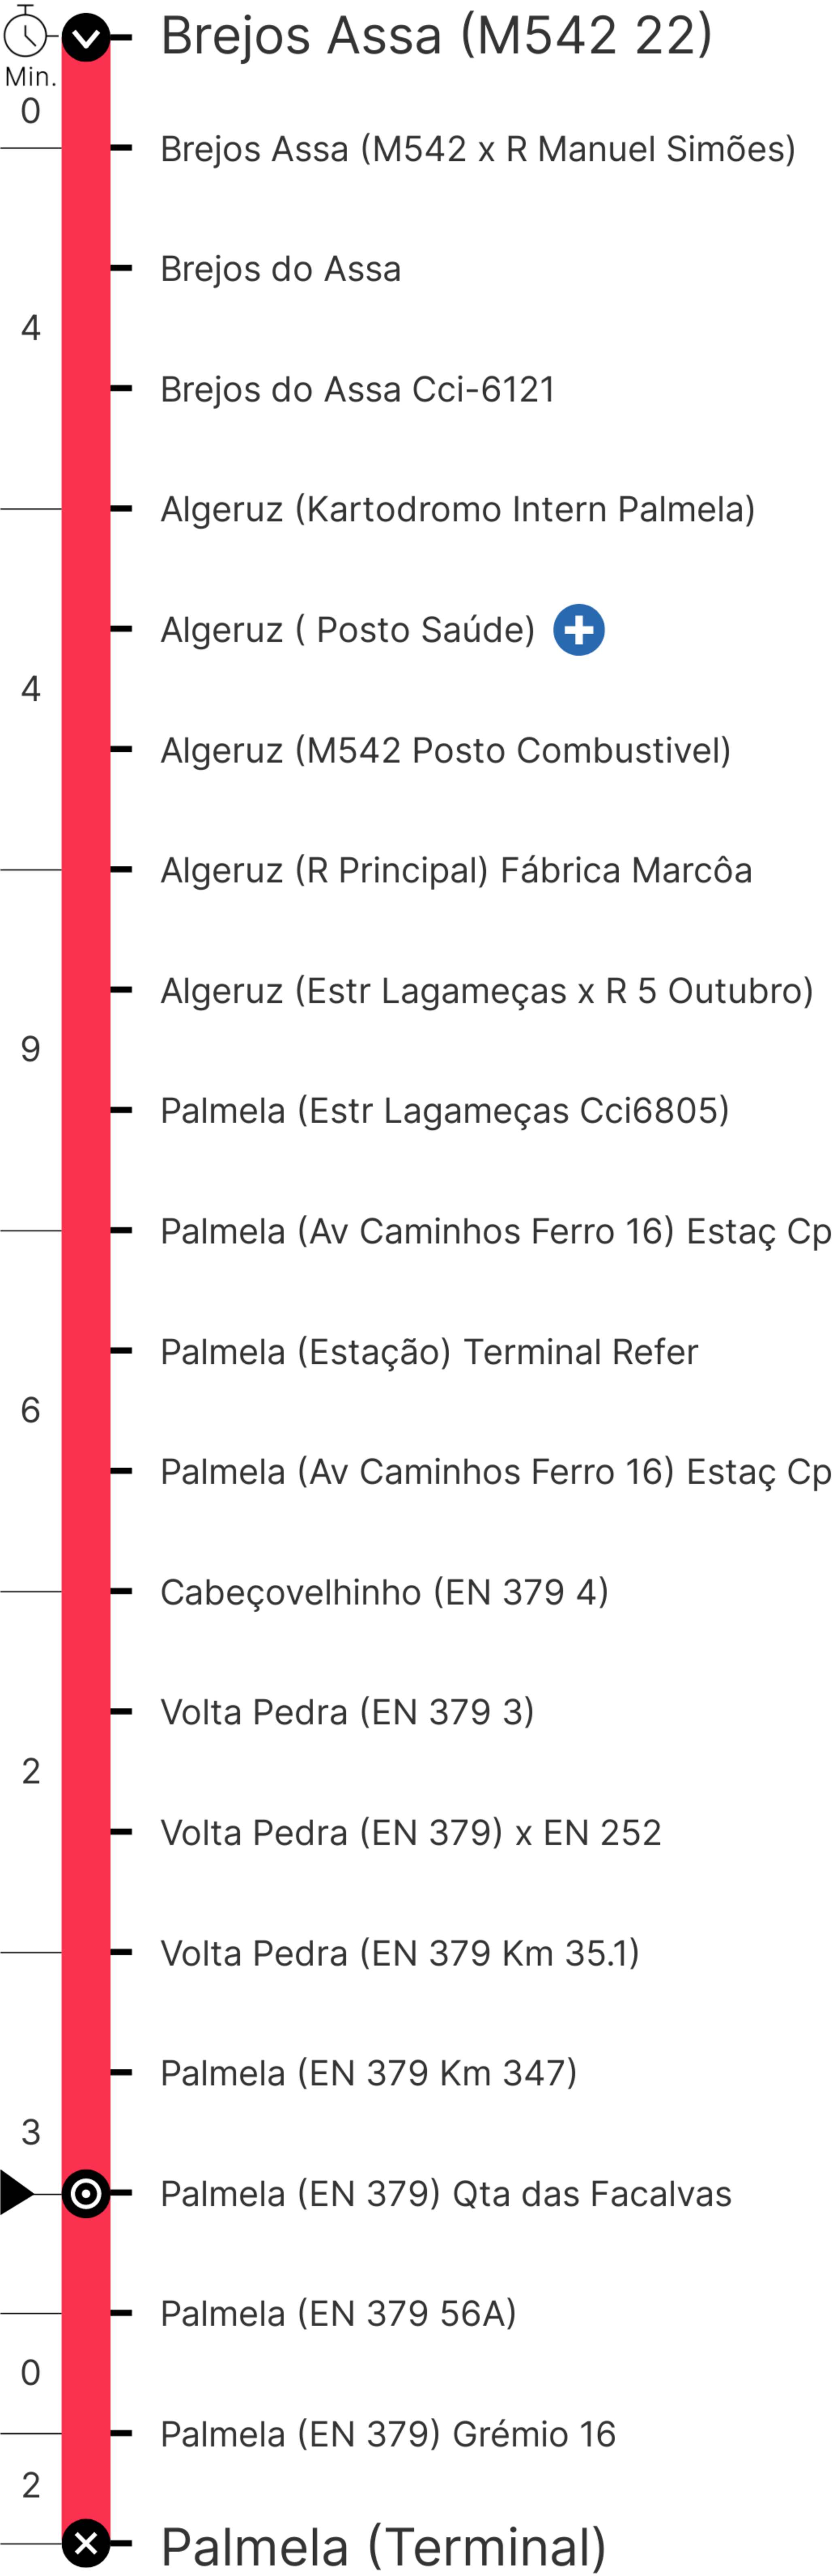 Brejos Assa (M542 22)
Min.
0
Brejos Assa (M542 x R Manuel Simões)
Brejos do Assa
4
Brejos do Assa Cci-6121
Algeruz (Kartodromo Intern Palmela)
Algeruz ( Posto Saúde)
4
Algeruz (M542 Posto Combustivel)
Algeruz (R Principal) Fábrica Marcôa
Algeruz (Estr Lagameças x R 5 Outubro)
9
Palmela (Estr Lagameças Cci6805)
Palmela (Av Caminhos Ferro 16) Estaç Cp
Palmela (Estação) Terminal Refer
6
Palmela (Av Caminhos Ferro 16) Estaç Cp
Cabeçovelhinho (EN 379 4)
Volta Pedra (EN 379 3)
2
Volta Pedra (EN 379) x EN 252
Volta Pedra (EN 379 Km 35.1)
Palmela (EN 379 Km 347)
3
Palmela (EN 379) Qta das Facalvas
Palmela (EN 379 56A)
0
Palmela (EN 379) Grémio 16
2
Palmela (Terminal)